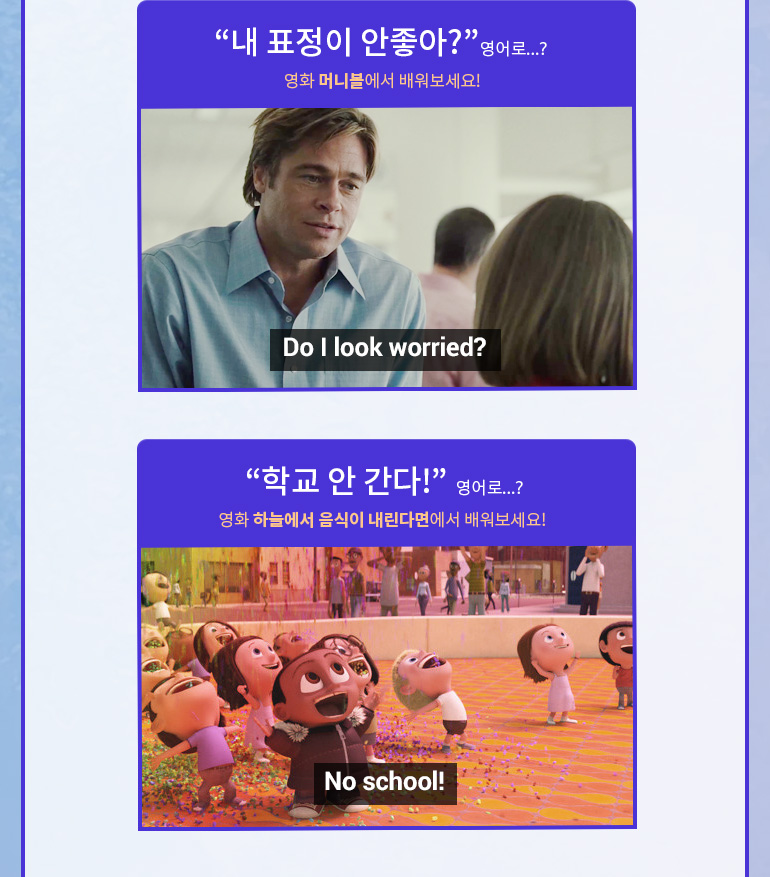 “내 표정이 안좋아?”영어로...?
영화 머니볼에서 배워보세요!
Do I look worried?
“학교 안 간다!” 영어로...?
영화 하늘에서 음식이 내린다면에서 배워보세요!
No school!